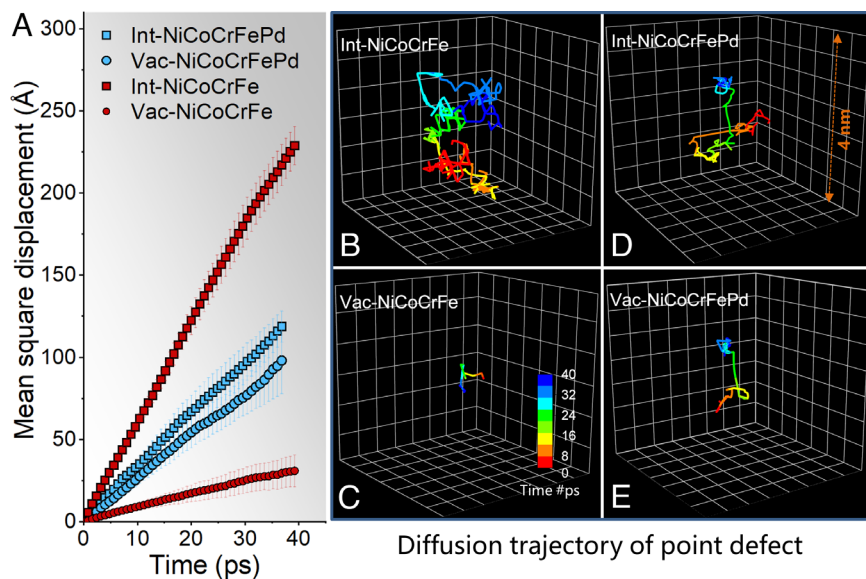 A
Mean square displacement (Å)
300
250
200
150
100
50
0
Int-NiCoCrFePd
Vac-NiCoCrFePd
Int-NiCoCrFe
Vac-NiCoCrFe
0 10 20 30 40
Time (ps)
Int-NiCoCrFe
B
Int-NiCoCrFePd
4 nm
D
Vac-NiCoCrFe
40
32
24
16
8
0
Time #ps
C
Vac-NiCoCrFePd
E
Diffusion trajectory of point defect